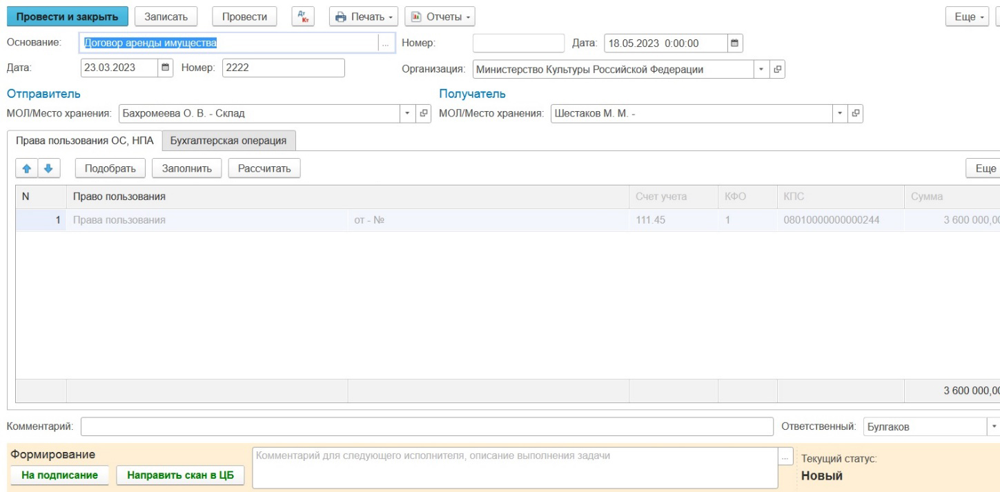 Провести и закрыть Записать Провести Дт Кт Печать Отчеты Еще
Основание: Договор аренды имущества ... Номер: Дата: 18.05.2023 0:00:00
Дата: 23.03.2023 Номер: 2222 Организация: Министерство Культуры Российской Федерации
Отправитель Получатель
МОЛ/Место хранения: Бахромеева О. В. - Склад МОЛ/Место хранения: Шестаков М. М. -
Права пользования ОС, НПА Бухгалтерская операция
Подобрать Заполнить Рассчитать Еще
N Право пользования Счет учета КФО КПС Сумма
1 Права пользования от - № 111.45 1 08010000000000244 3 600 000,00
3 600 000,00
Комментарий: Ответственный: Булгаков
Формирование Комментарий для следующего исполнителя, описание выполнения задачи ... Текущий статус:
На подписание Направить скан в ЦБ Новый